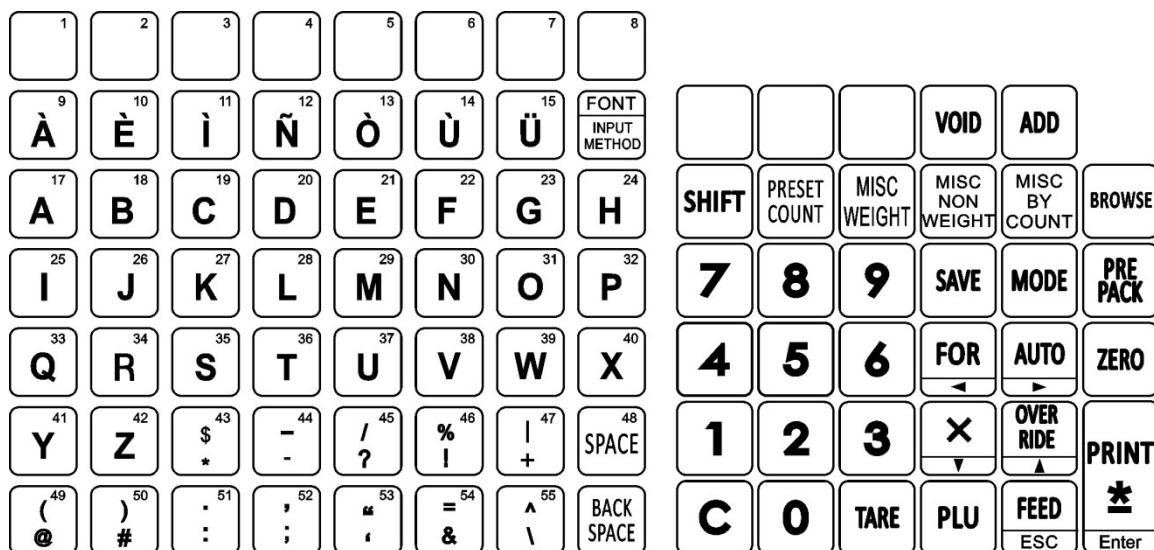 1 2 3 4 5 6 7 8
9 10 11 12 13 14 15 FONT
À È Ì Ñ Ò Ù Ü INPUT
METHOD
17 18 19 20 21 22 23 24
A B C D E F G H
25 26 27 28 29 30 31 32
I J K L M N O P
33 34 35 36 37 38 39 40
Q R S T U V W X
41 42 43 44 45 46 47 48
Y Z $ – / % | SPACE
* - ? ! +
49 50 51 52 53 54 55 BACK
( ) . , “ = ^ SPACE
@ # : ; ‘ & \
VOID ADD
SHIFT PRESET COUNT MISC WEIGHT MISC NON WEIGHT MISC BY COUNT BROWSE
7 8 9 SAVE MODE PRE PACK
4 5 6 FOR ◄ AUTO ► ZERO
1 2 3 × ▼ OVER RIDE ▲ PRINT
C 0 TARE PLU FEED ESC * Enter